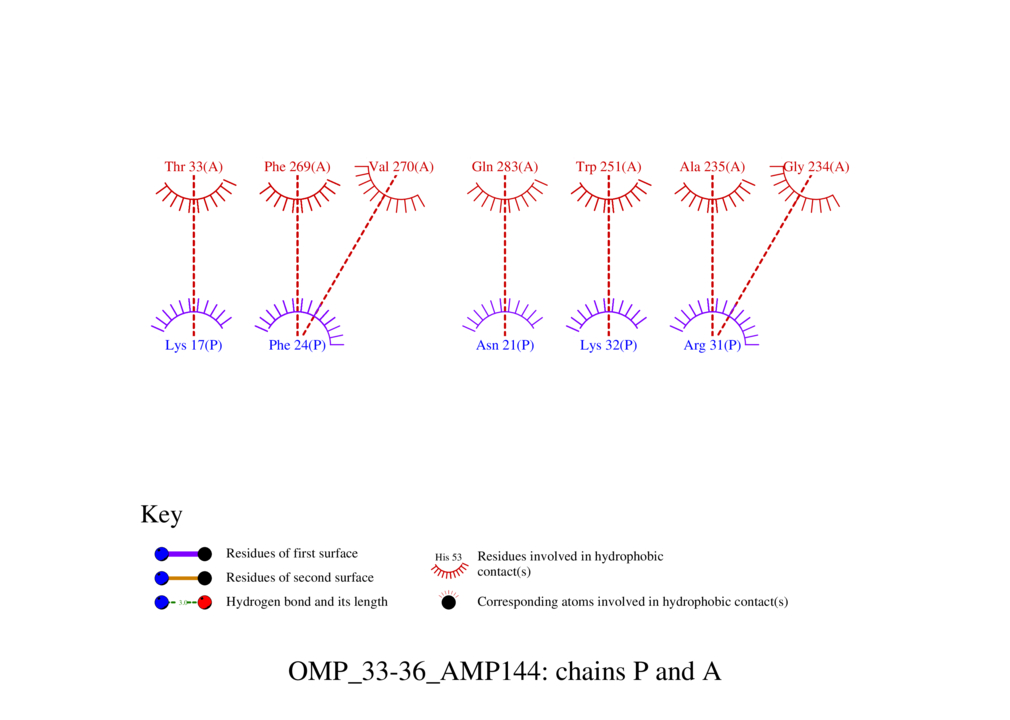 Thr 33(A) Phe 269(A) Val 270(A) Gln 283(A) Trp 251(A) Ala 235(A) Gly 234(A)
Lys 17(P) Phe 24(P) Asn 21(P) Lys 32(P) Arg 31(P)
Key
Residues of first surface
Residues of second surface
3.0 Hydrogen bond and its length
His 53 Residues involved in hydrophobic
contact(s)
Corresponding atoms involved in hydrophobic contact(s)
OMP_33-36_AMP144: chains P and A